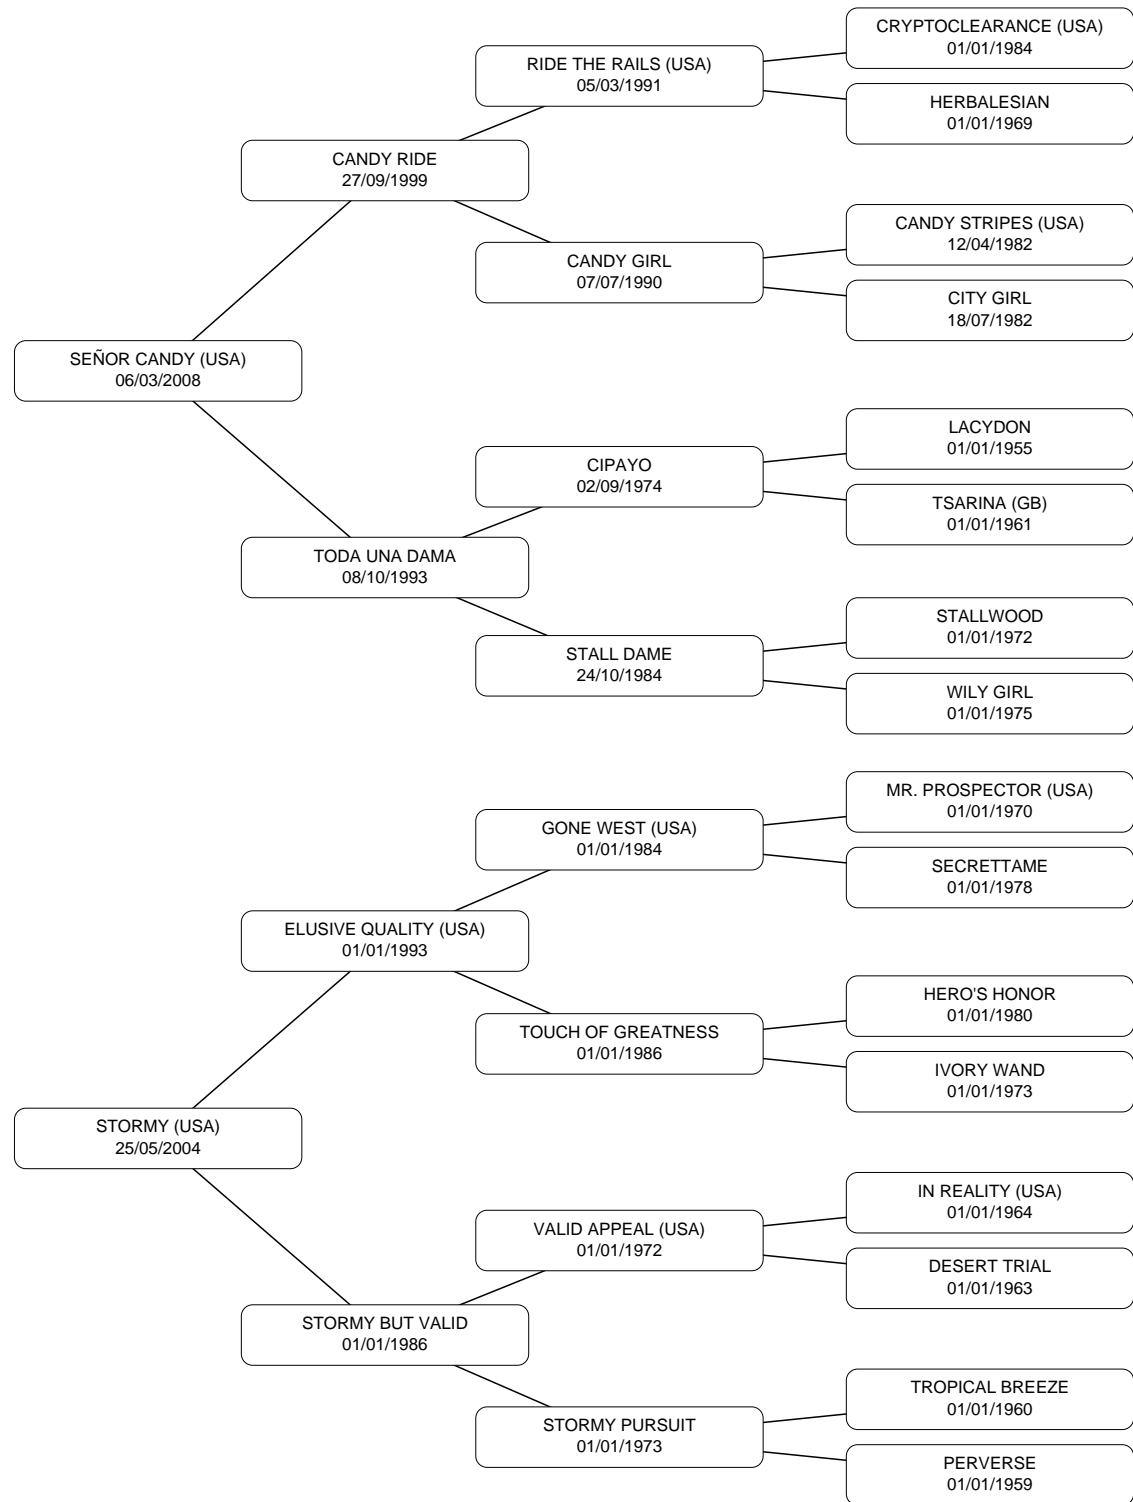 CRYPTOCLEARANCE (USA)
01/01/1984
RIDE THE RAILS (USA)
05/03/1991
HERBALESIAN
01/01/1969
CANDY RIDE
27/09/1999
CANDY STRIPES (USA)
12/04/1982
CANDY GIRL
07/07/1990
CITY GIRL
18/07/1982
SEÑOR CANDY (USA)
06/03/2008
LACYDON
01/01/1955
CIPAYO
02/09/1974
TSARINA (GB)
01/01/1961
TODA UNA DAMA
08/10/1993
STALLWOOD
01/01/1972
STALL DAME
24/10/1984
WILY GIRL
01/01/1975
MR. PROSPECTOR (USA)
01/01/1970
GONE WEST (USA)
01/01/1984
SECRETTAME
01/01/1978
ELUSIVE QUALITY (USA)
01/01/1993
HERO'S HONOR
01/01/1980
TOUCH OF GREATNESS
01/01/1986
IVORY WAND
01/01/1973
STORMY (USA)
25/05/2004
IN REALITY (USA)
01/01/1964
VALID APPEAL (USA)
01/01/1972
DESERT TRIAL
01/01/1963
STORMY BUT VALID
01/01/1986
TROPICAL BREEZE
01/01/1960
STORMY PURSUIT
01/01/1973
PERVERSE
01/01/1959